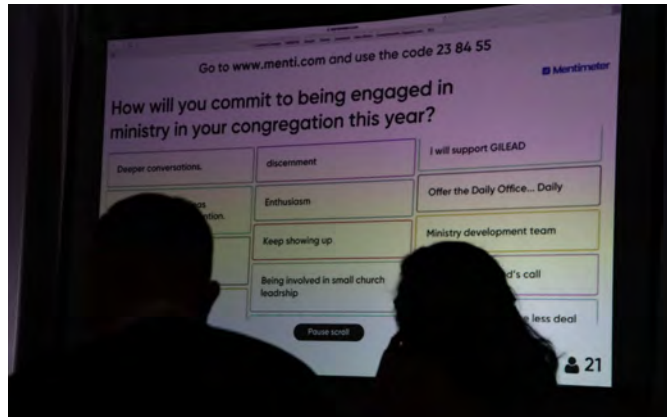 Go to www.menti.com and use the code 23 84 55
Mentimeter
How will you commit to being engaged in
ministry in your congregation this year?
Deeper conversations.
discernment
I will support GILEAD
Enthusiasm
Offer the Daily Office... Daily
Keep showing up
Ministry development team
Being involved in small church
leadrship
d's call
less deal
Pause scroll
21